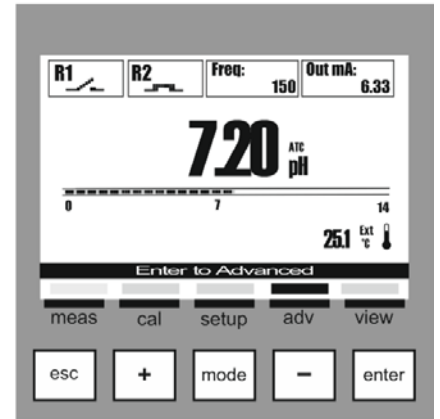 R1 R2 Freq: Out mA:
150 6.33
7.20 ATC
pH
0 7 14
25.1 Ext
°C
Enter to Advanced
meas cal setup adv view
esc + mode – enter